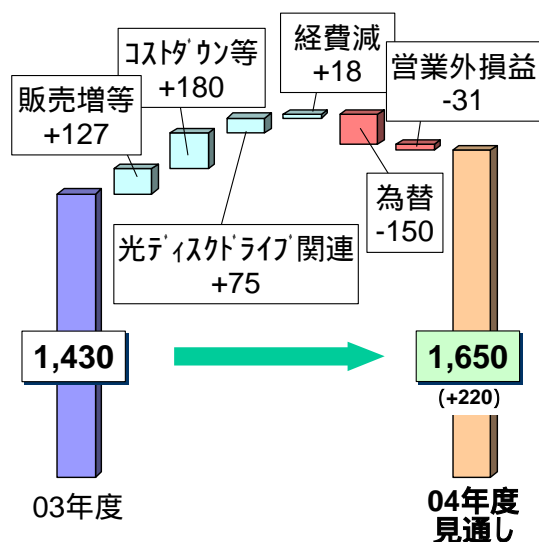 コストダウン等
+180
経費減
+18
営業外損益
-31
販売増等
+127
為替
-150
光ディスクドライブ関連
+75
1,430
1,650
(+220)
03年度
04年度
見通し